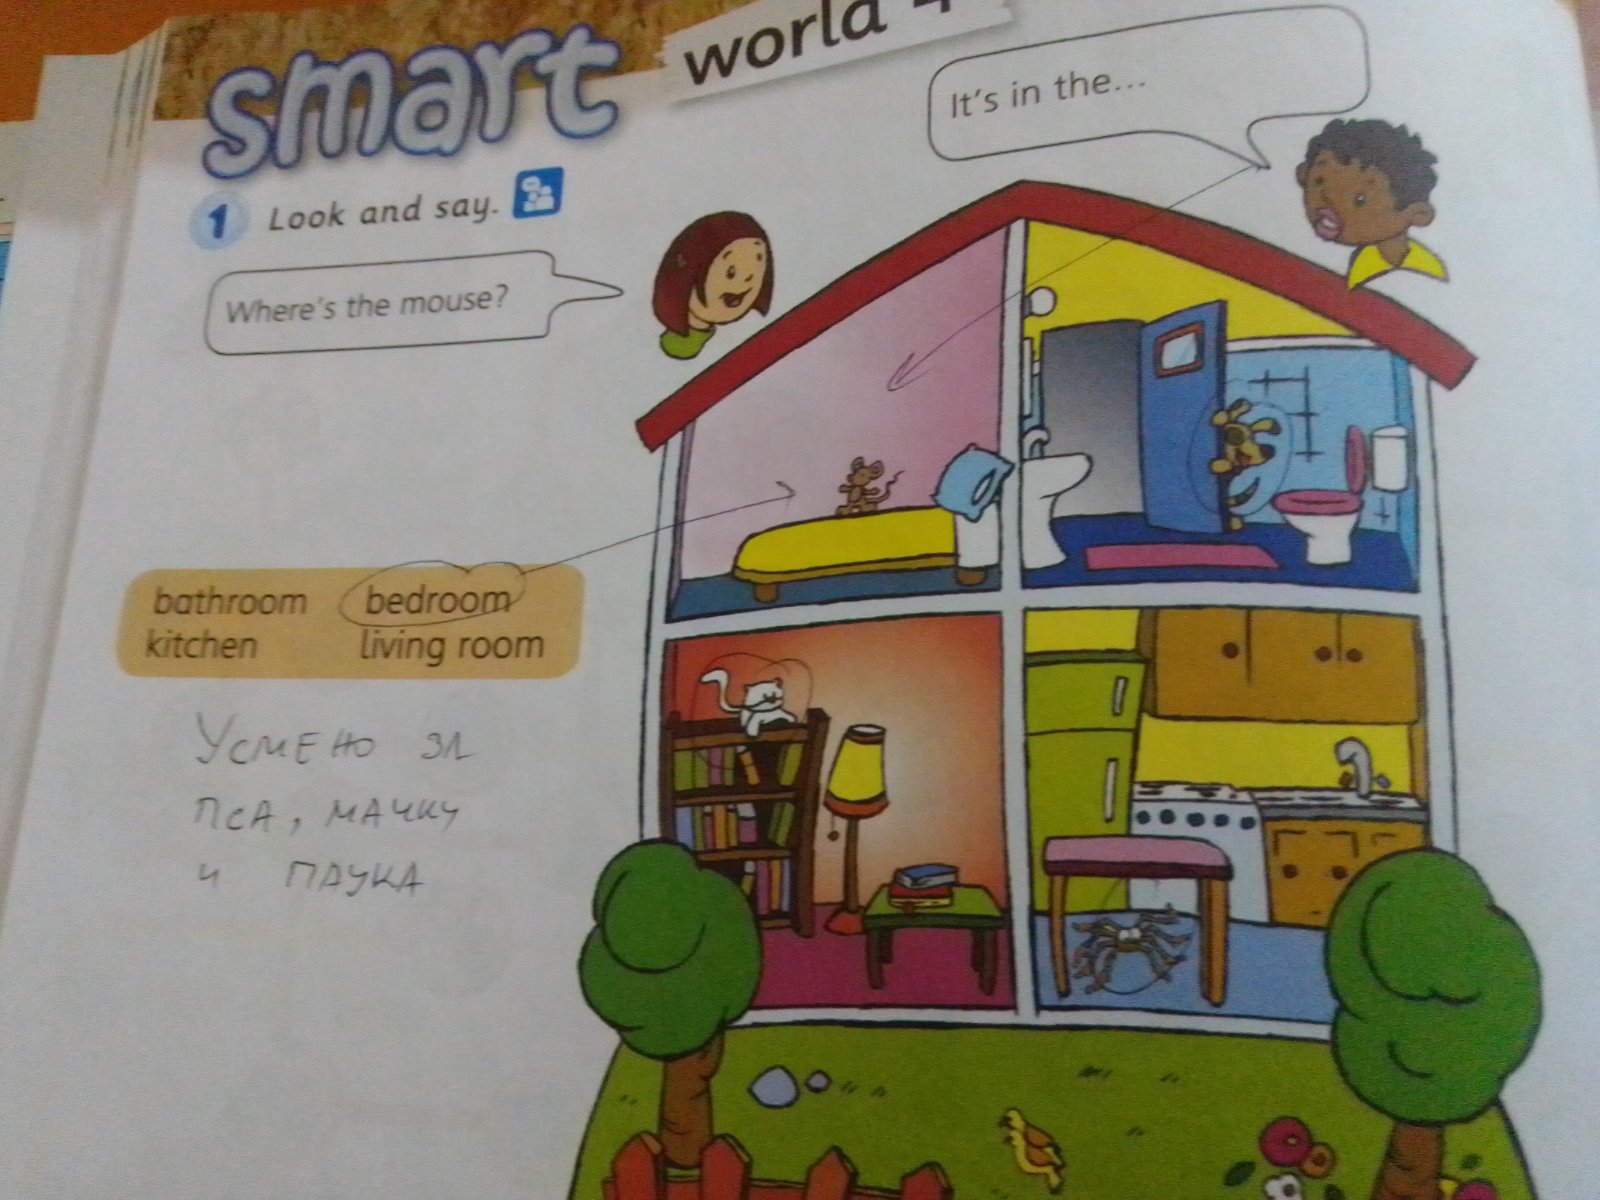 smart world 4
It's in the...
1 Look and say.
Where's the mouse?
bathroom bedroom
kitchen living room
Усмено за
пса, мачку
и паука